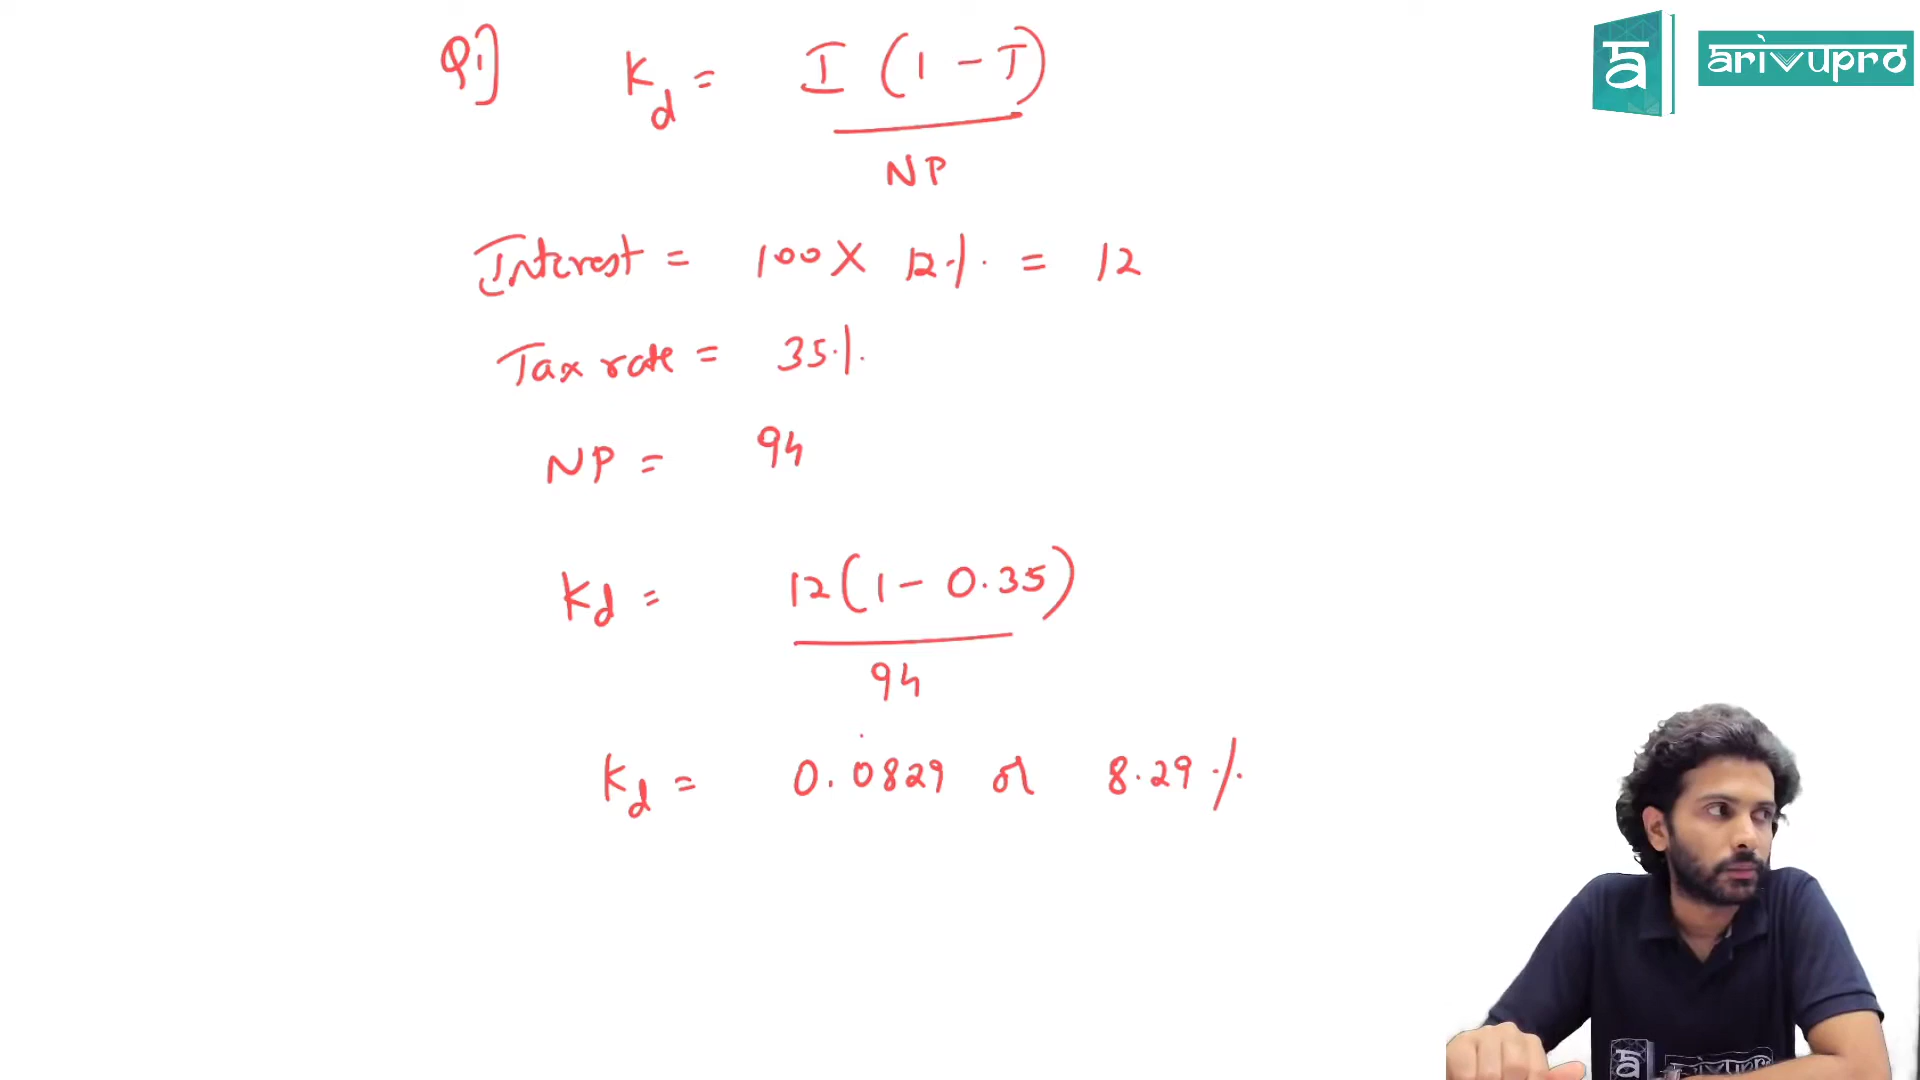 Q1]
Kd = I (1 - T)
NP
Interest = 100 X 12% = 12
Tax rate = 35%
NP = 94
Kd = 12(1 - 0.35)
94
Kd = 0.0829 or 8.29%
arivupro
arivupro